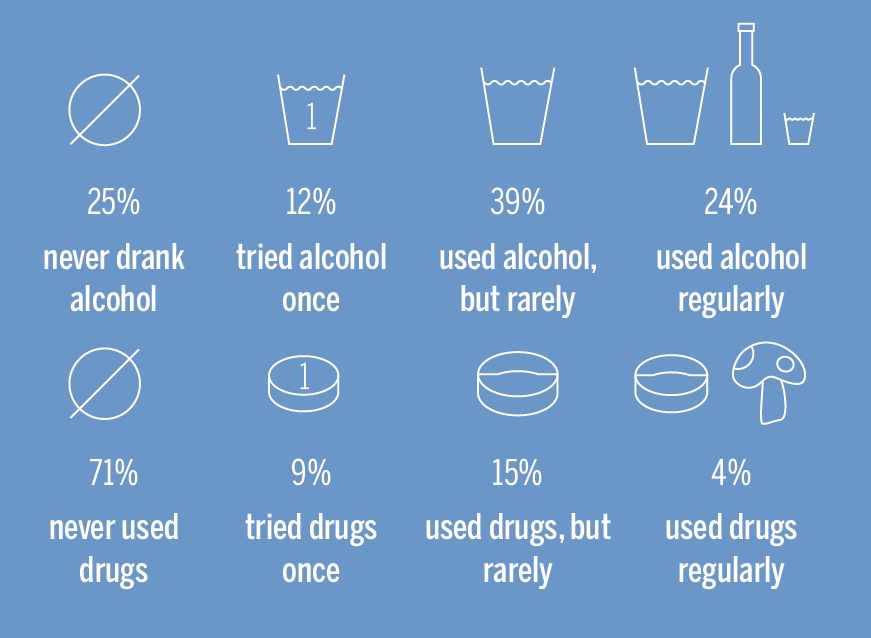 1
25%
12%
39%
24%
never drank
alcohol
tried alcohol
once
used alcohol,
but rarely
used alcohol
regularly
1
71%
9%
15%
4%
never used
drugs
tried drugs
once
used drugs, but
rarely
used drugs
regularly